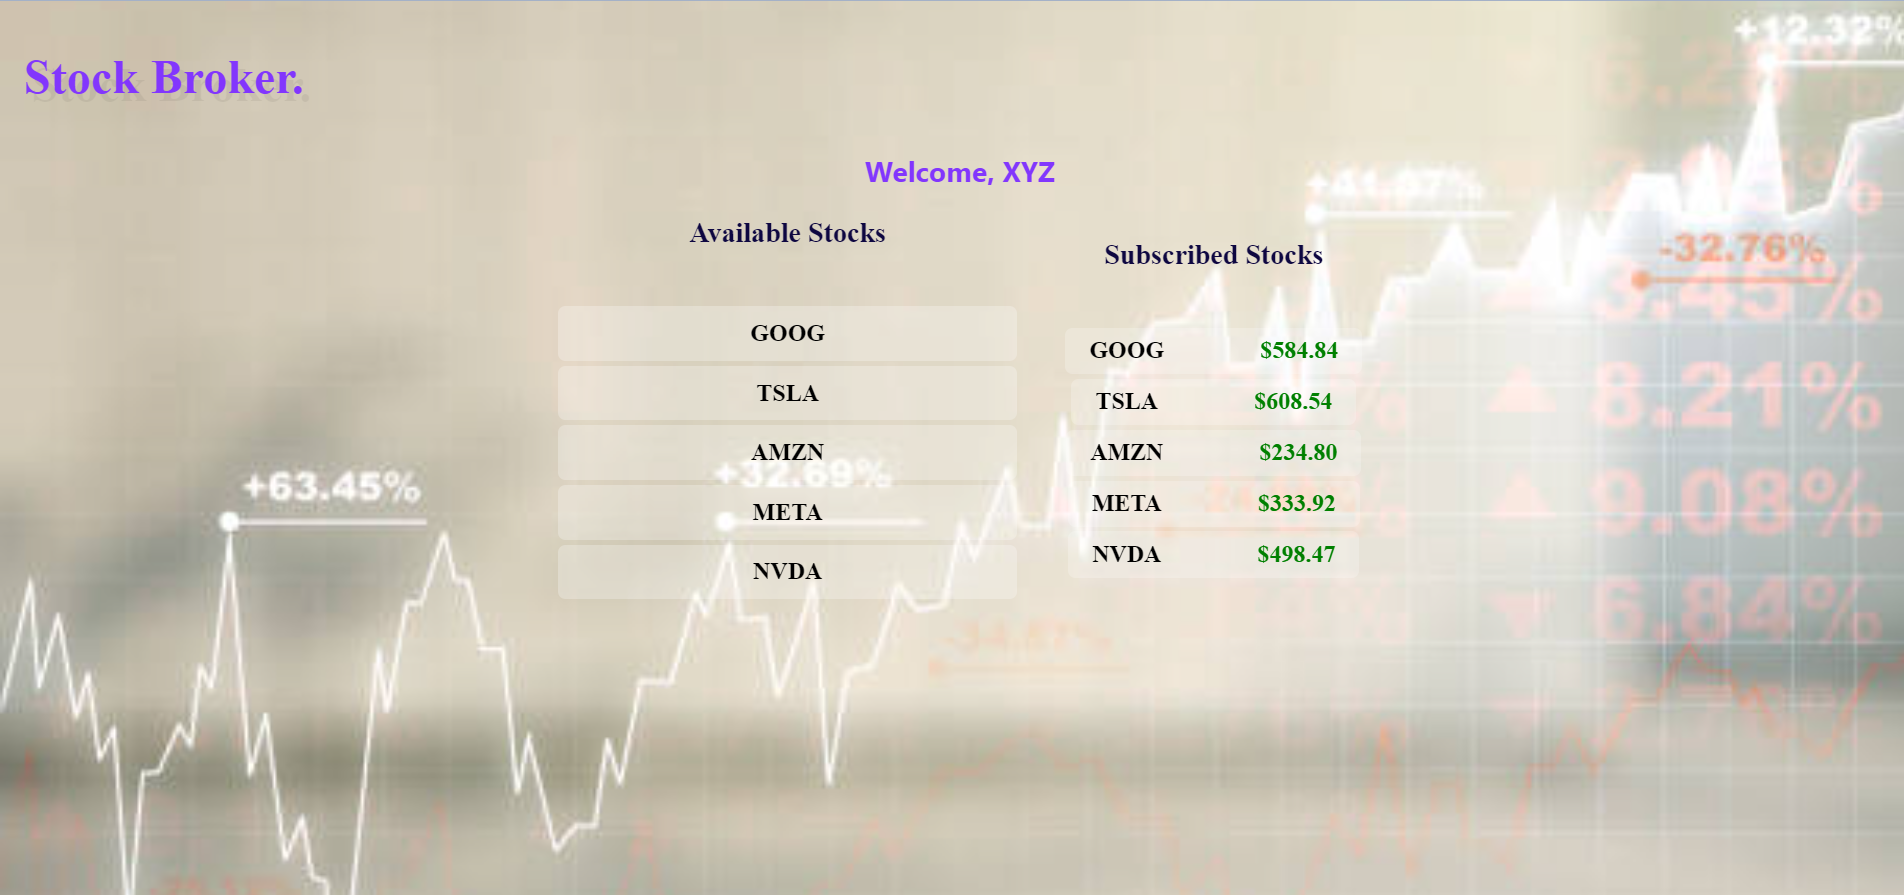 Stock Broker.
Welcome, XYZ
Available Stocks
GOOG
TSLA
AMZN
META
NVDA
Subscribed Stocks
GOOG $584.84
TSLA $608.54
AMZN $234.80
META $333.92
NVDA $498.47
+63.45%
+32.69%
+12.32%
-32.76%
3.45%
8.21%
9.08%
6.84%